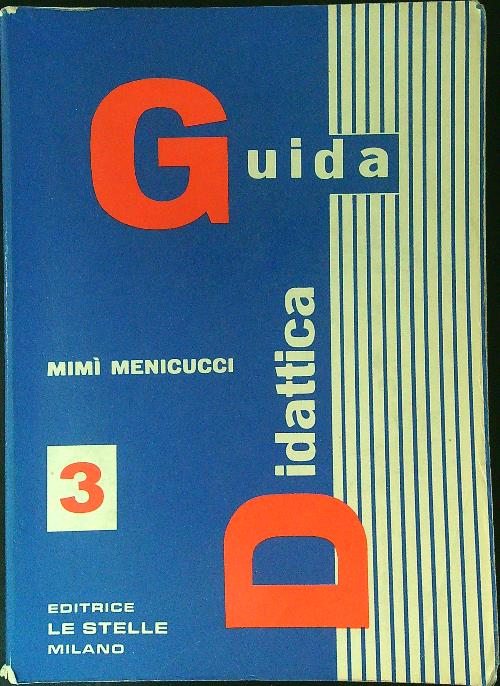 Guida
Didattica
MIMÌ MENICUCCI
3
EDITRICE
LE STELLE
MILANO